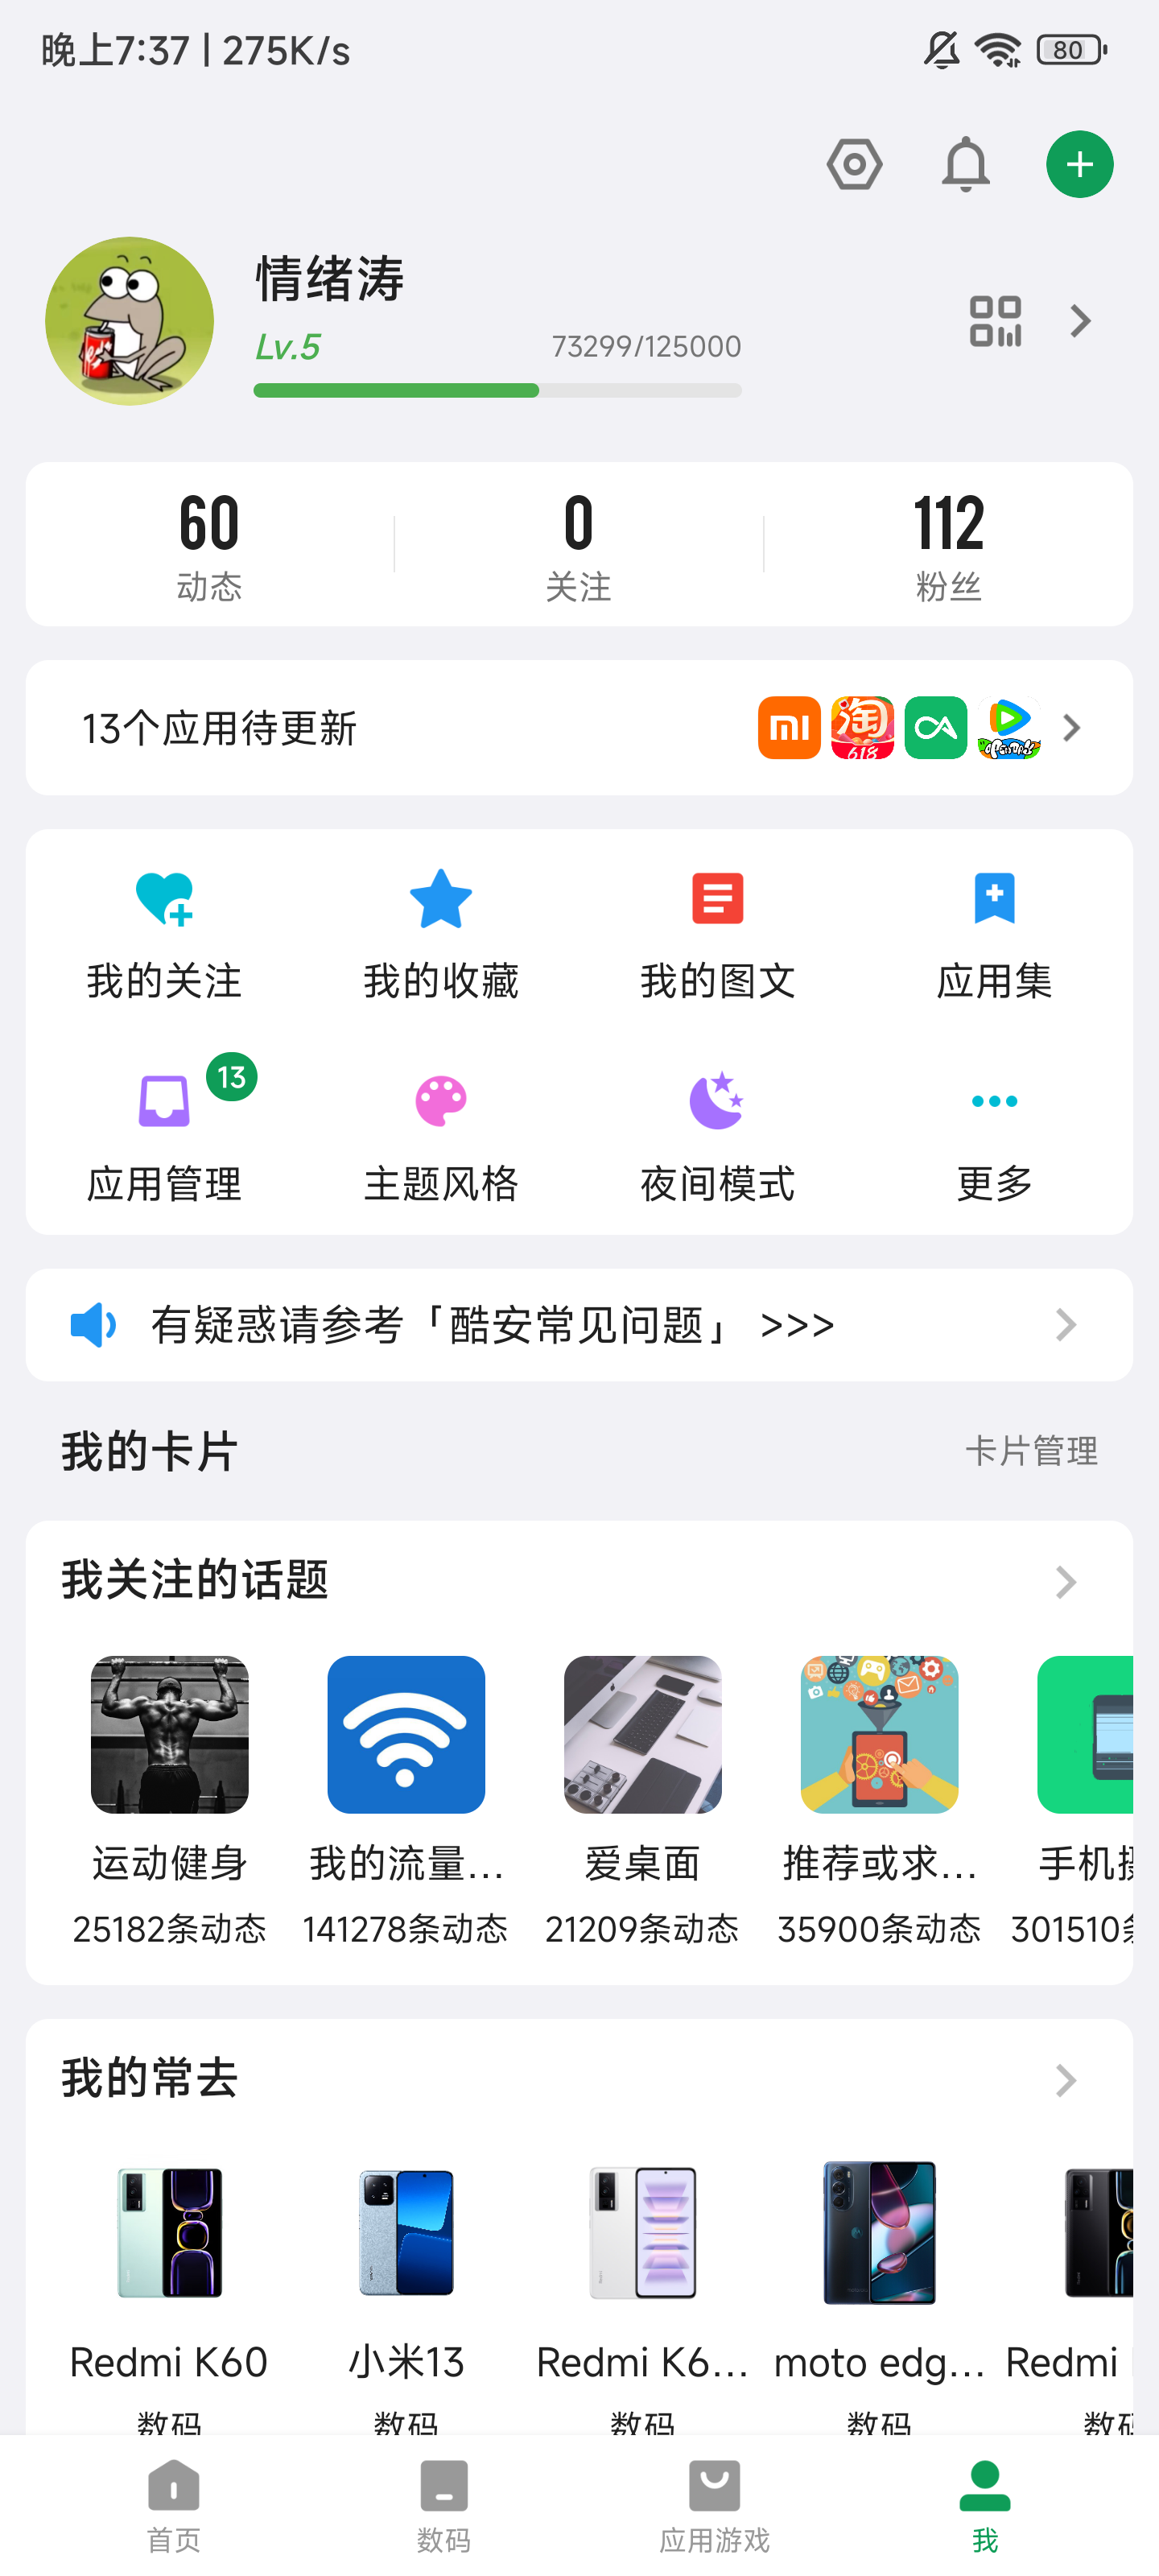 晚上7:37 | 275K/s
80
情绪涛
Lv.5 73299/125000
60 0 112
动态 关注 粉丝
13个应用待更新
淘
618
我的关注 我的收藏 我的图文 应用集
13
应用管理 主题风格 夜间模式 更多
有疑惑请参考「酷安常见问题」 >>>
我的卡片 卡片管理
我关注的话题
运动健身 我的流量... 爱桌面 推荐或求... 手机
25182条动态 141278条动态 21209条动态 35900条动态 301510
我的常去
Redmi K60 小米13 Redmi K6... moto edg... Redmi
数码 数码 数码 数码 数码
首页 数码 应用游戏 我